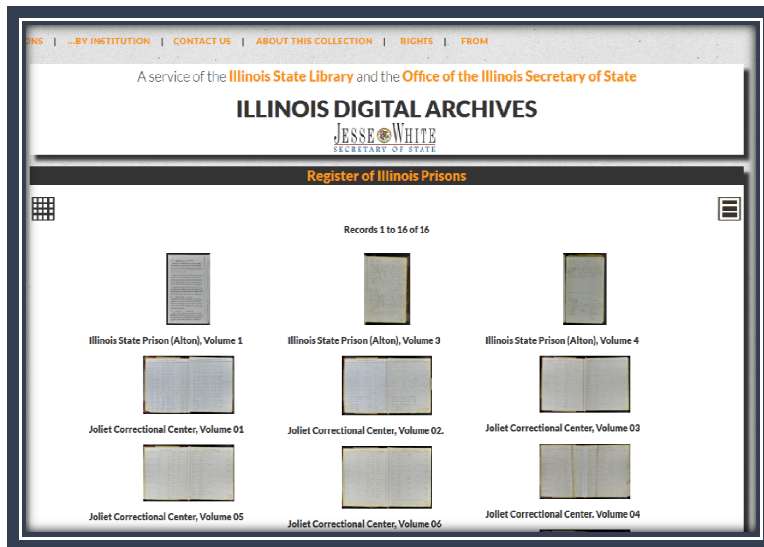 ONS | ...BY INSTITUTION | CONTACT US | ABOUT THIS COLLECTION | RIGHTS | FROM
A service of the Illinois State Library and the Office of the Illinois Secretary of State
ILLINOIS DIGITAL ARCHIVES
JESSE WHITE
SECRETARY OF STATE
Register of Illinois Prisons
Records 1 to 16 of 16
Illinois State Prison (Alton), Volume 1
Illinois State Prison (Alton), Volume 3
Illinois State Prison (Alton), Volume 4
Joliet Correctional Center, Volume 01
Joliet Correctional Center, Volume 02.
Joliet Correctional Center, Volume 03
Joliet Correctional Center, Volume 05
Joliet Correctional Center, Volume 06
Joliet Correctional Center. Volume 04